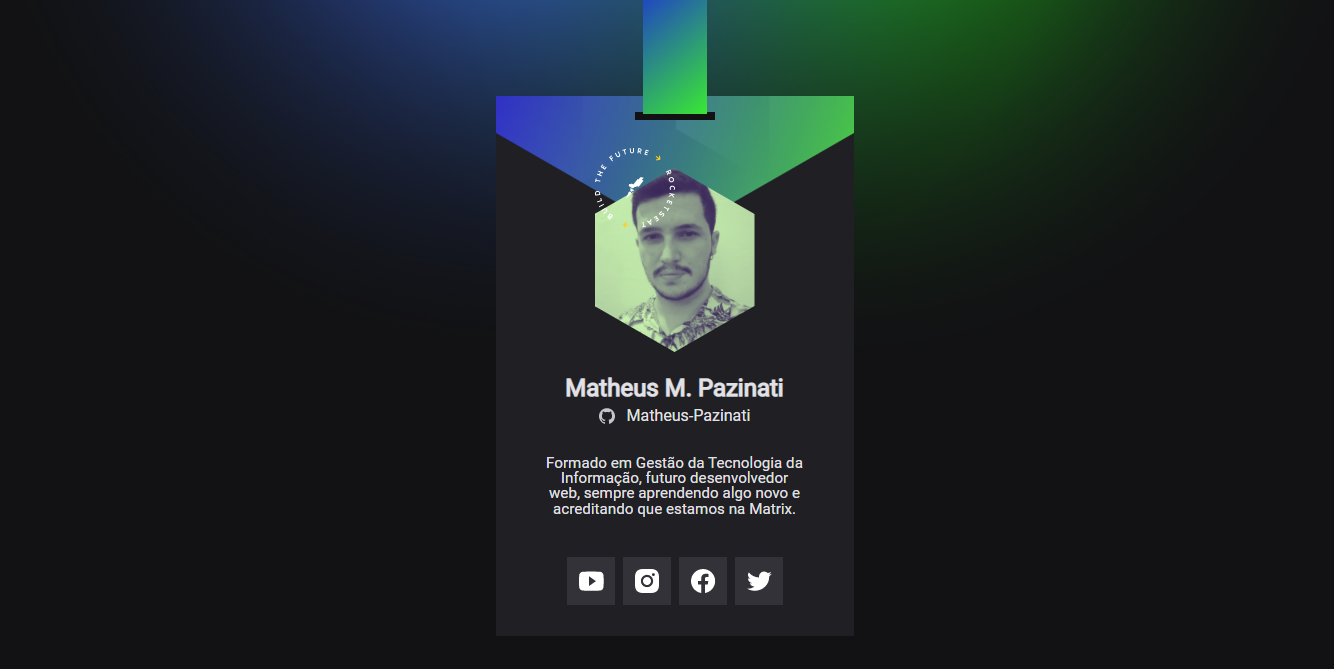 BUILD THE FUTURE → ROCKETSEAT
Matheus M. Pazinati
Matheus-Pazinati
Formado em Gestão da Tecnologia da
Informação, futuro desenvolvedor
web, sempre aprendendo algo novo e
acreditando que estamos na Matrix.